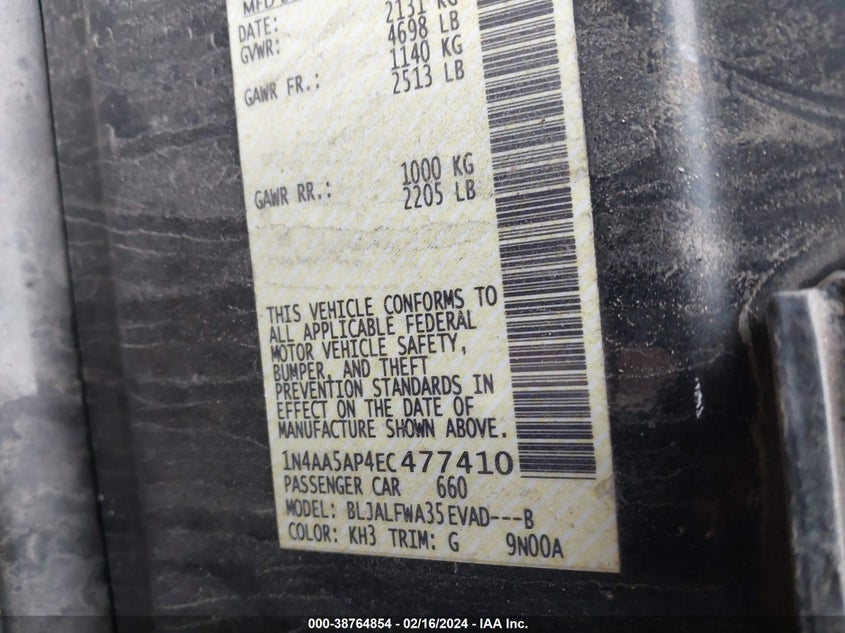 MFD
DATE: 2131 KG
GVWR: 4698 LB
1140 KG
GAWR FR.: 2513 LB
1000 KG
GAWR RR.: 2205 LB
THIS VEHICLE CONFORMS TO
ALL APPLICABLE FEDERAL
MOTOR VEHICLE SAFETY,
BUMPER, AND THEFT
PREVENTION STANDARDS IN
EFFECT ON THE DATE OF
MANUFACTURE SHOWN ABOVE.
1N4AA5AP4EC477410
PASSENGER CAR 660
MODEL: BLJALFWA35EVAD---B
COLOR: KH3 TRIM: G 9N00A
000-38764854 - 02/16/2024 - IAA Inc.